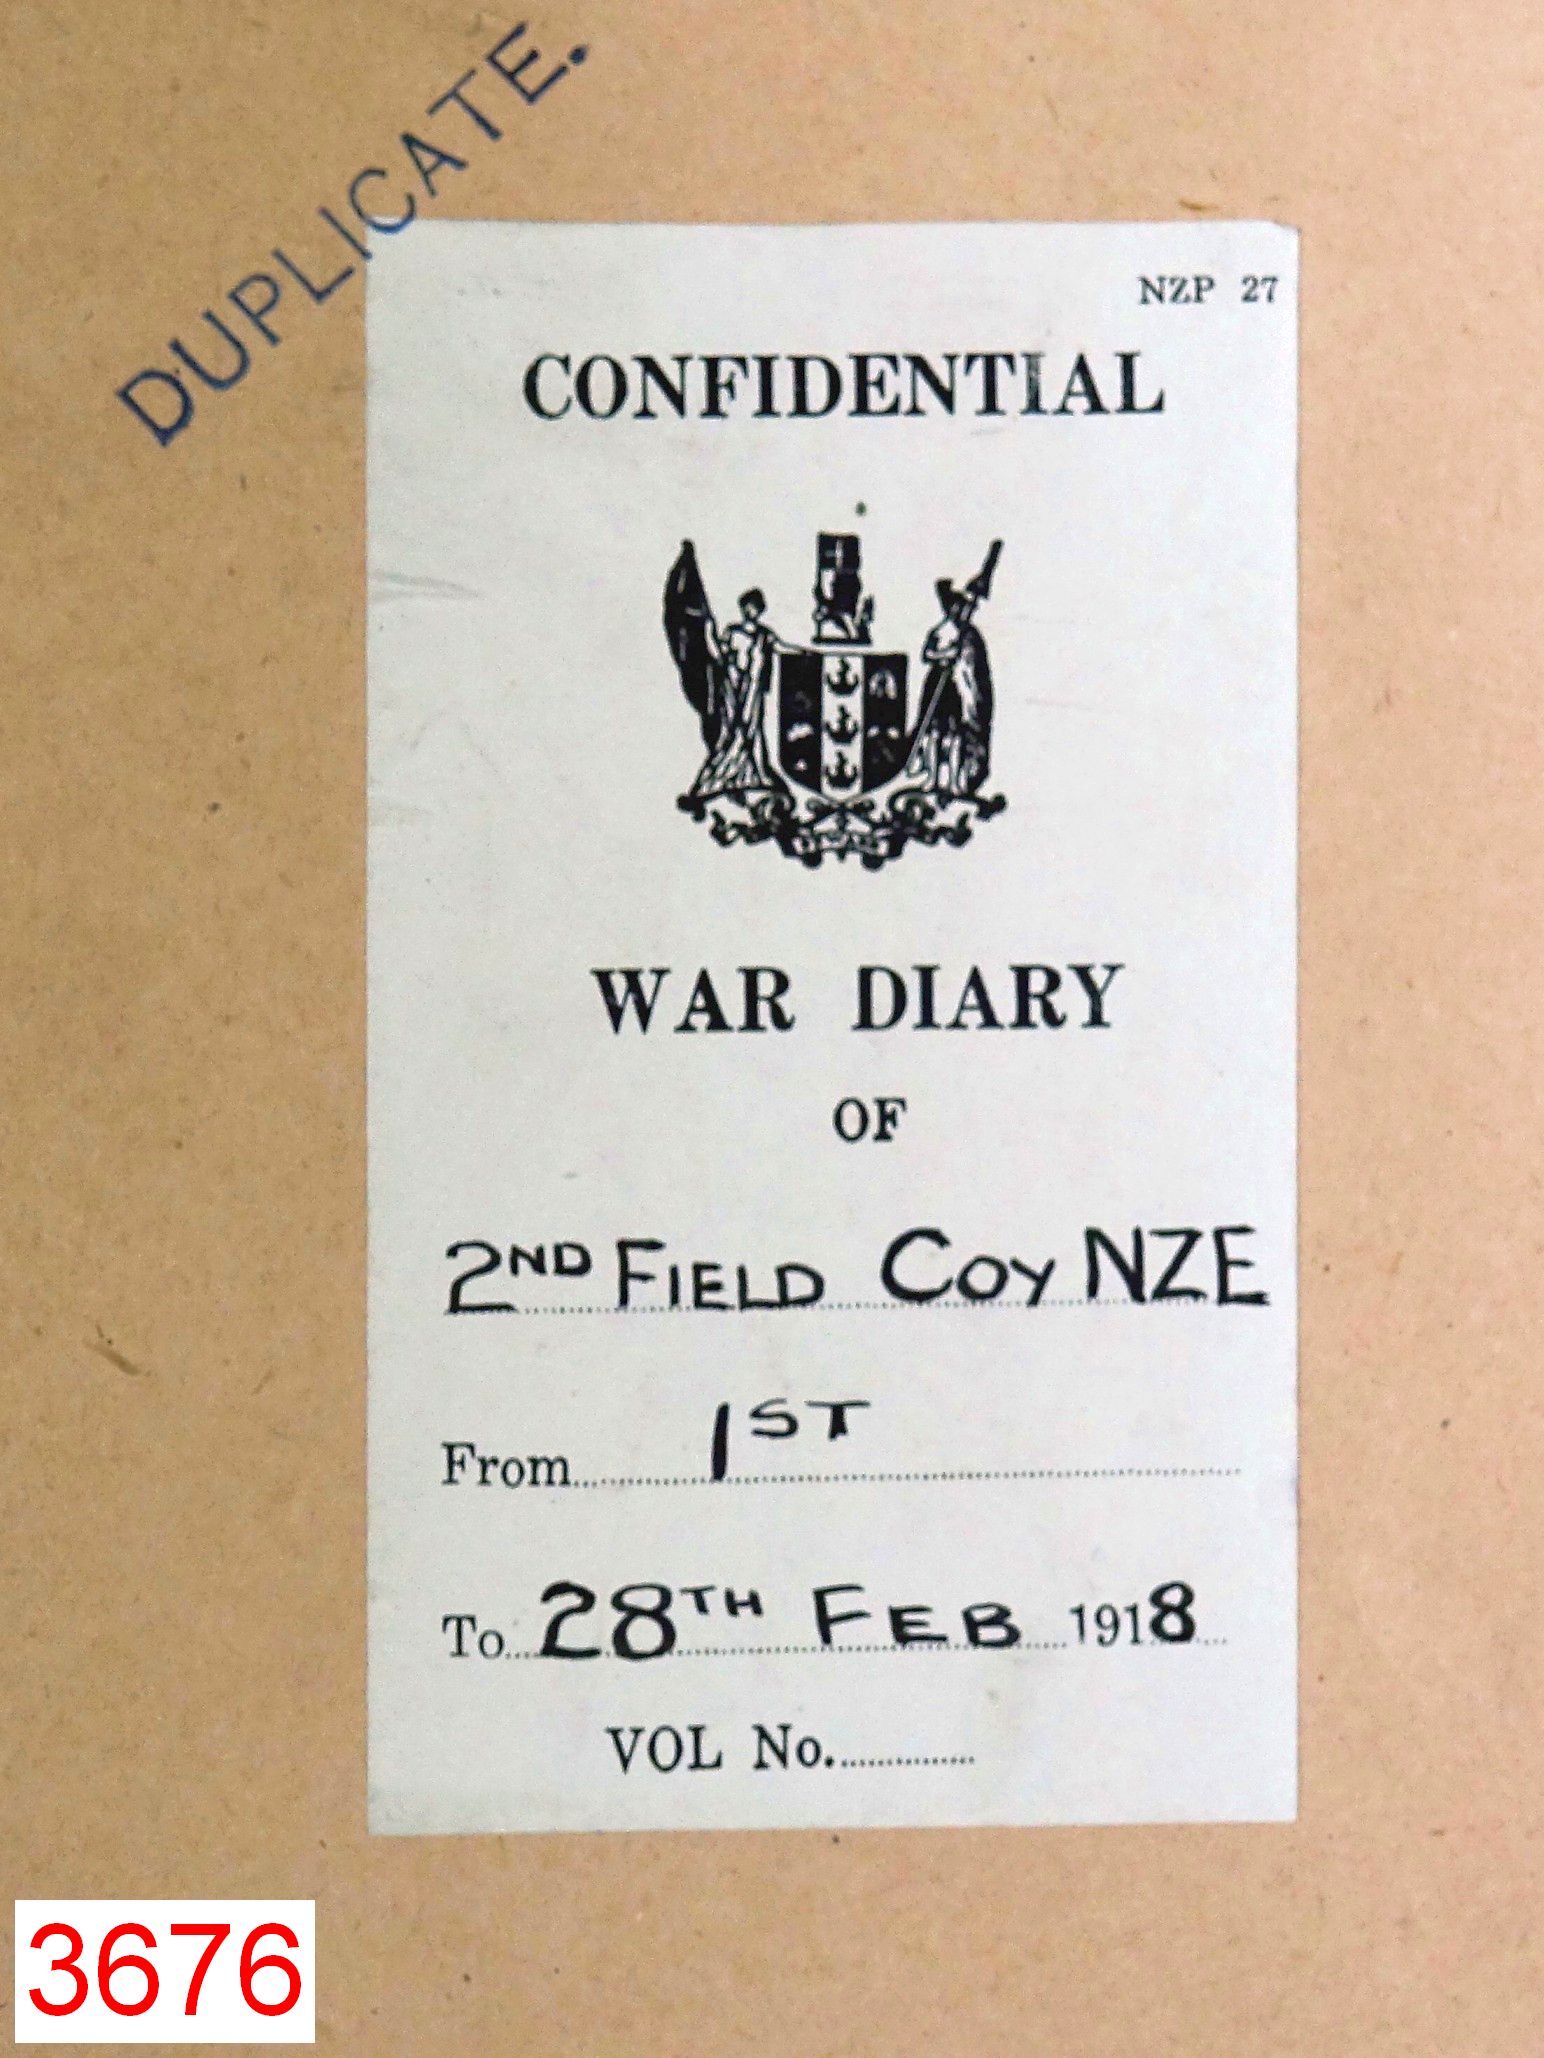 DUPLICATE.
NZP 27
CONFIDENTIAL
WAR DIARY
OF
2ND FIELD COY NZE
From 1ST
To 28TH FEB 1918
VOL No.
3676